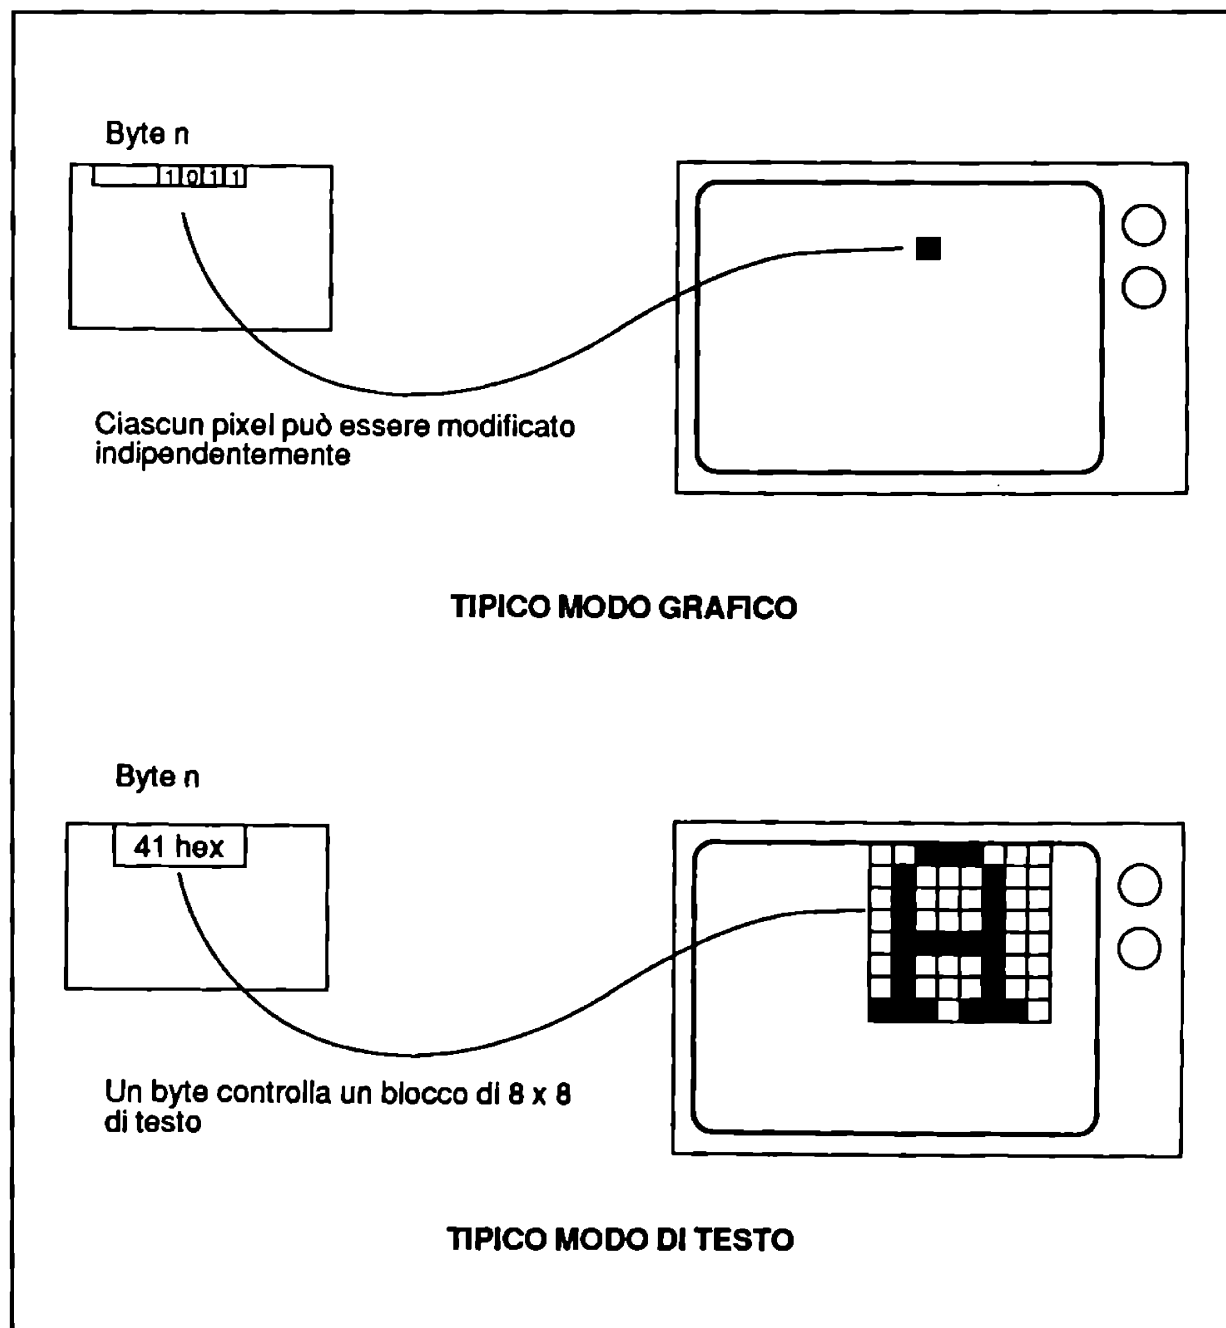 Byte n
1 0 1 1
Ciascun pixel può essere modificato
indipendentemente
TIPICO MODO GRAFICO
Byte n
41 hex
Un byte controlla un blocco di 8 x 8
di testo
TIPICO MODO DI TESTO